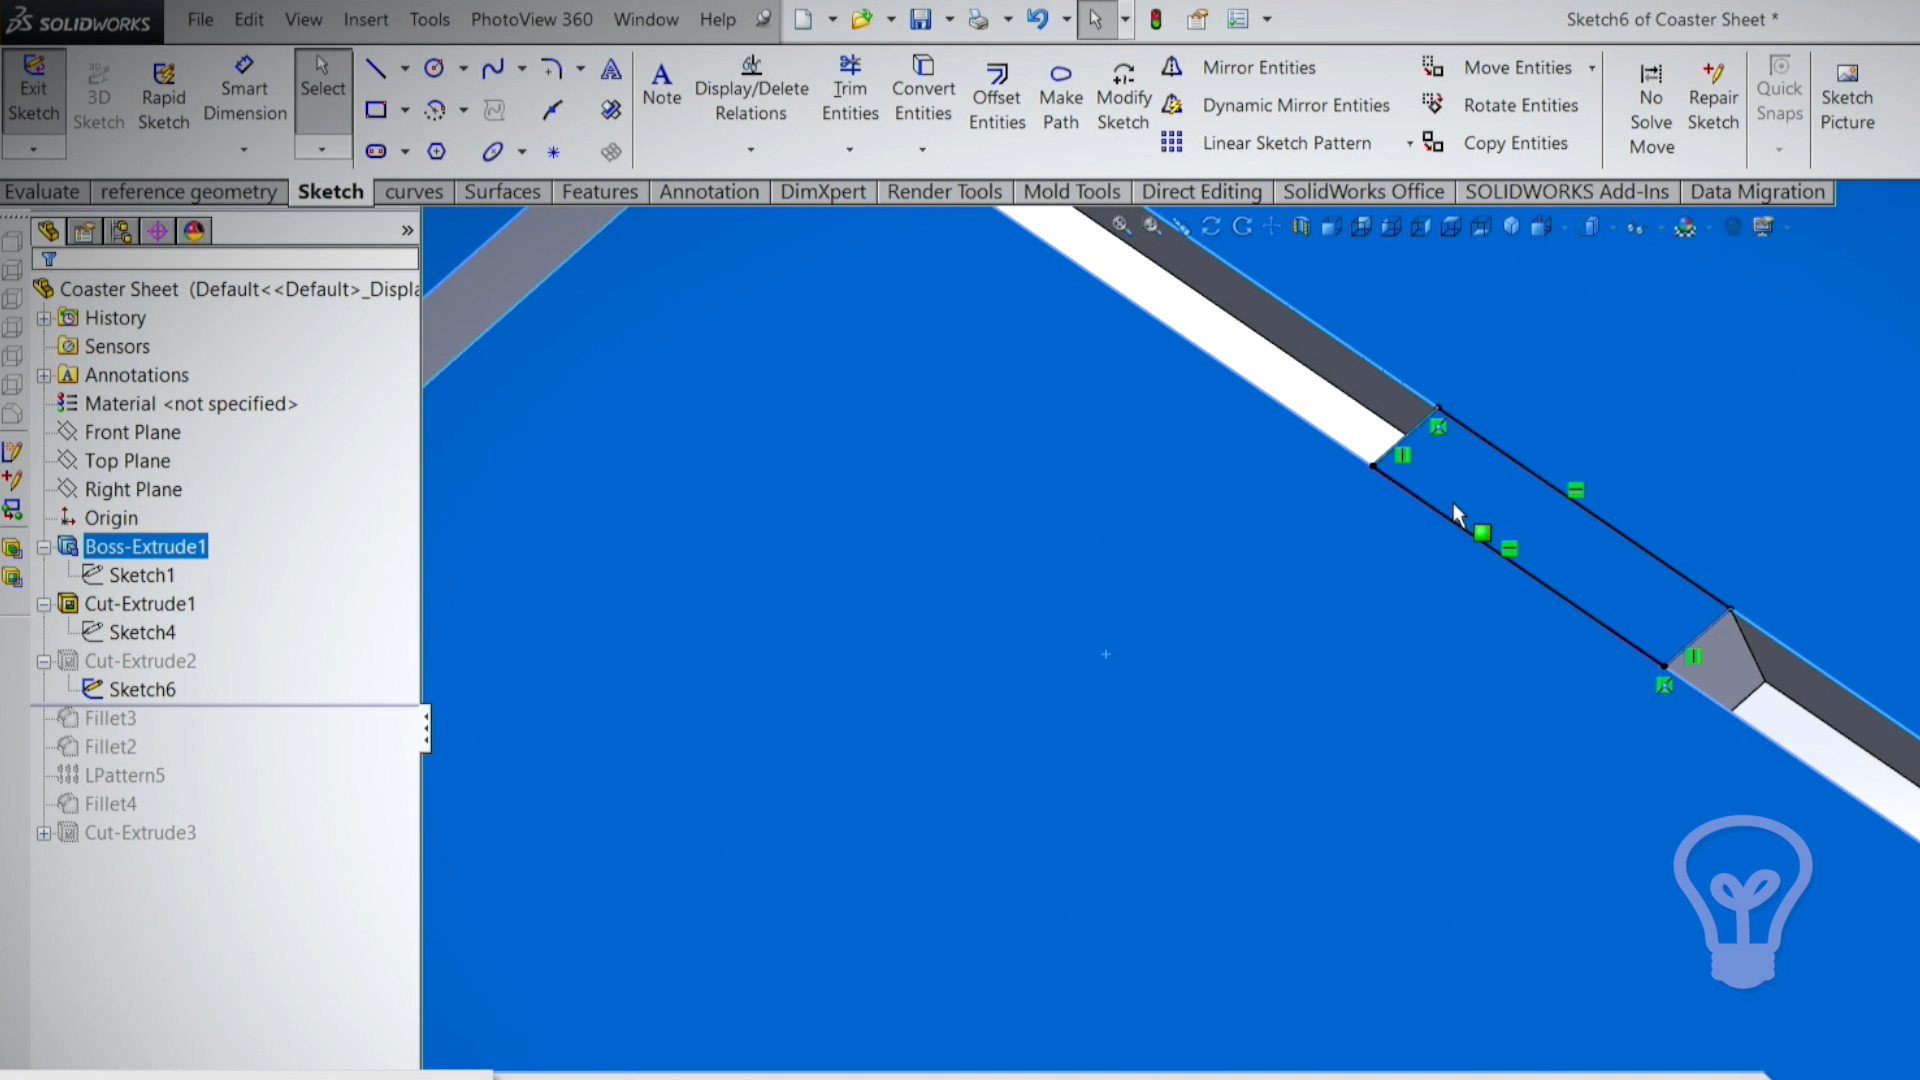 SOLIDWORKS File Edit View Insert Tools PhotoView 360 Window Help Sketch6 of Coaster Sheet *
Exit Sketch
3D Sketch
Rapid Sketch
Smart Dimension
Select
Note
Display/Delete Relations
Trim Entities
Convert Entities
Offset Entities
Make Path
Modify Sketch
Mirror Entities
Dynamic Mirror Entities
Linear Sketch Pattern
Move Entities
Rotate Entities
Copy Entities
No Solve Move
Repair Sketch
Quick Snaps
Sketch Picture
Evaluate reference geometry Sketch curves Surfaces Features Annotation DimXpert Render Tools Mold Tools Direct Editing SolidWorks Office SOLIDWORKS Add-Ins Data Migration
Coaster Sheet (Default<<Default>_Displa
History
Sensors
Annotations
Material <not specified>
Front Plane
Top Plane
Right Plane
Origin
Boss-Extrude1
Sketch1
Cut-Extrude1
Sketch4
Cut-Extrude2
Sketch6
Fillet3
Fillet2
LPattern5
Fillet4
Cut-Extrude3